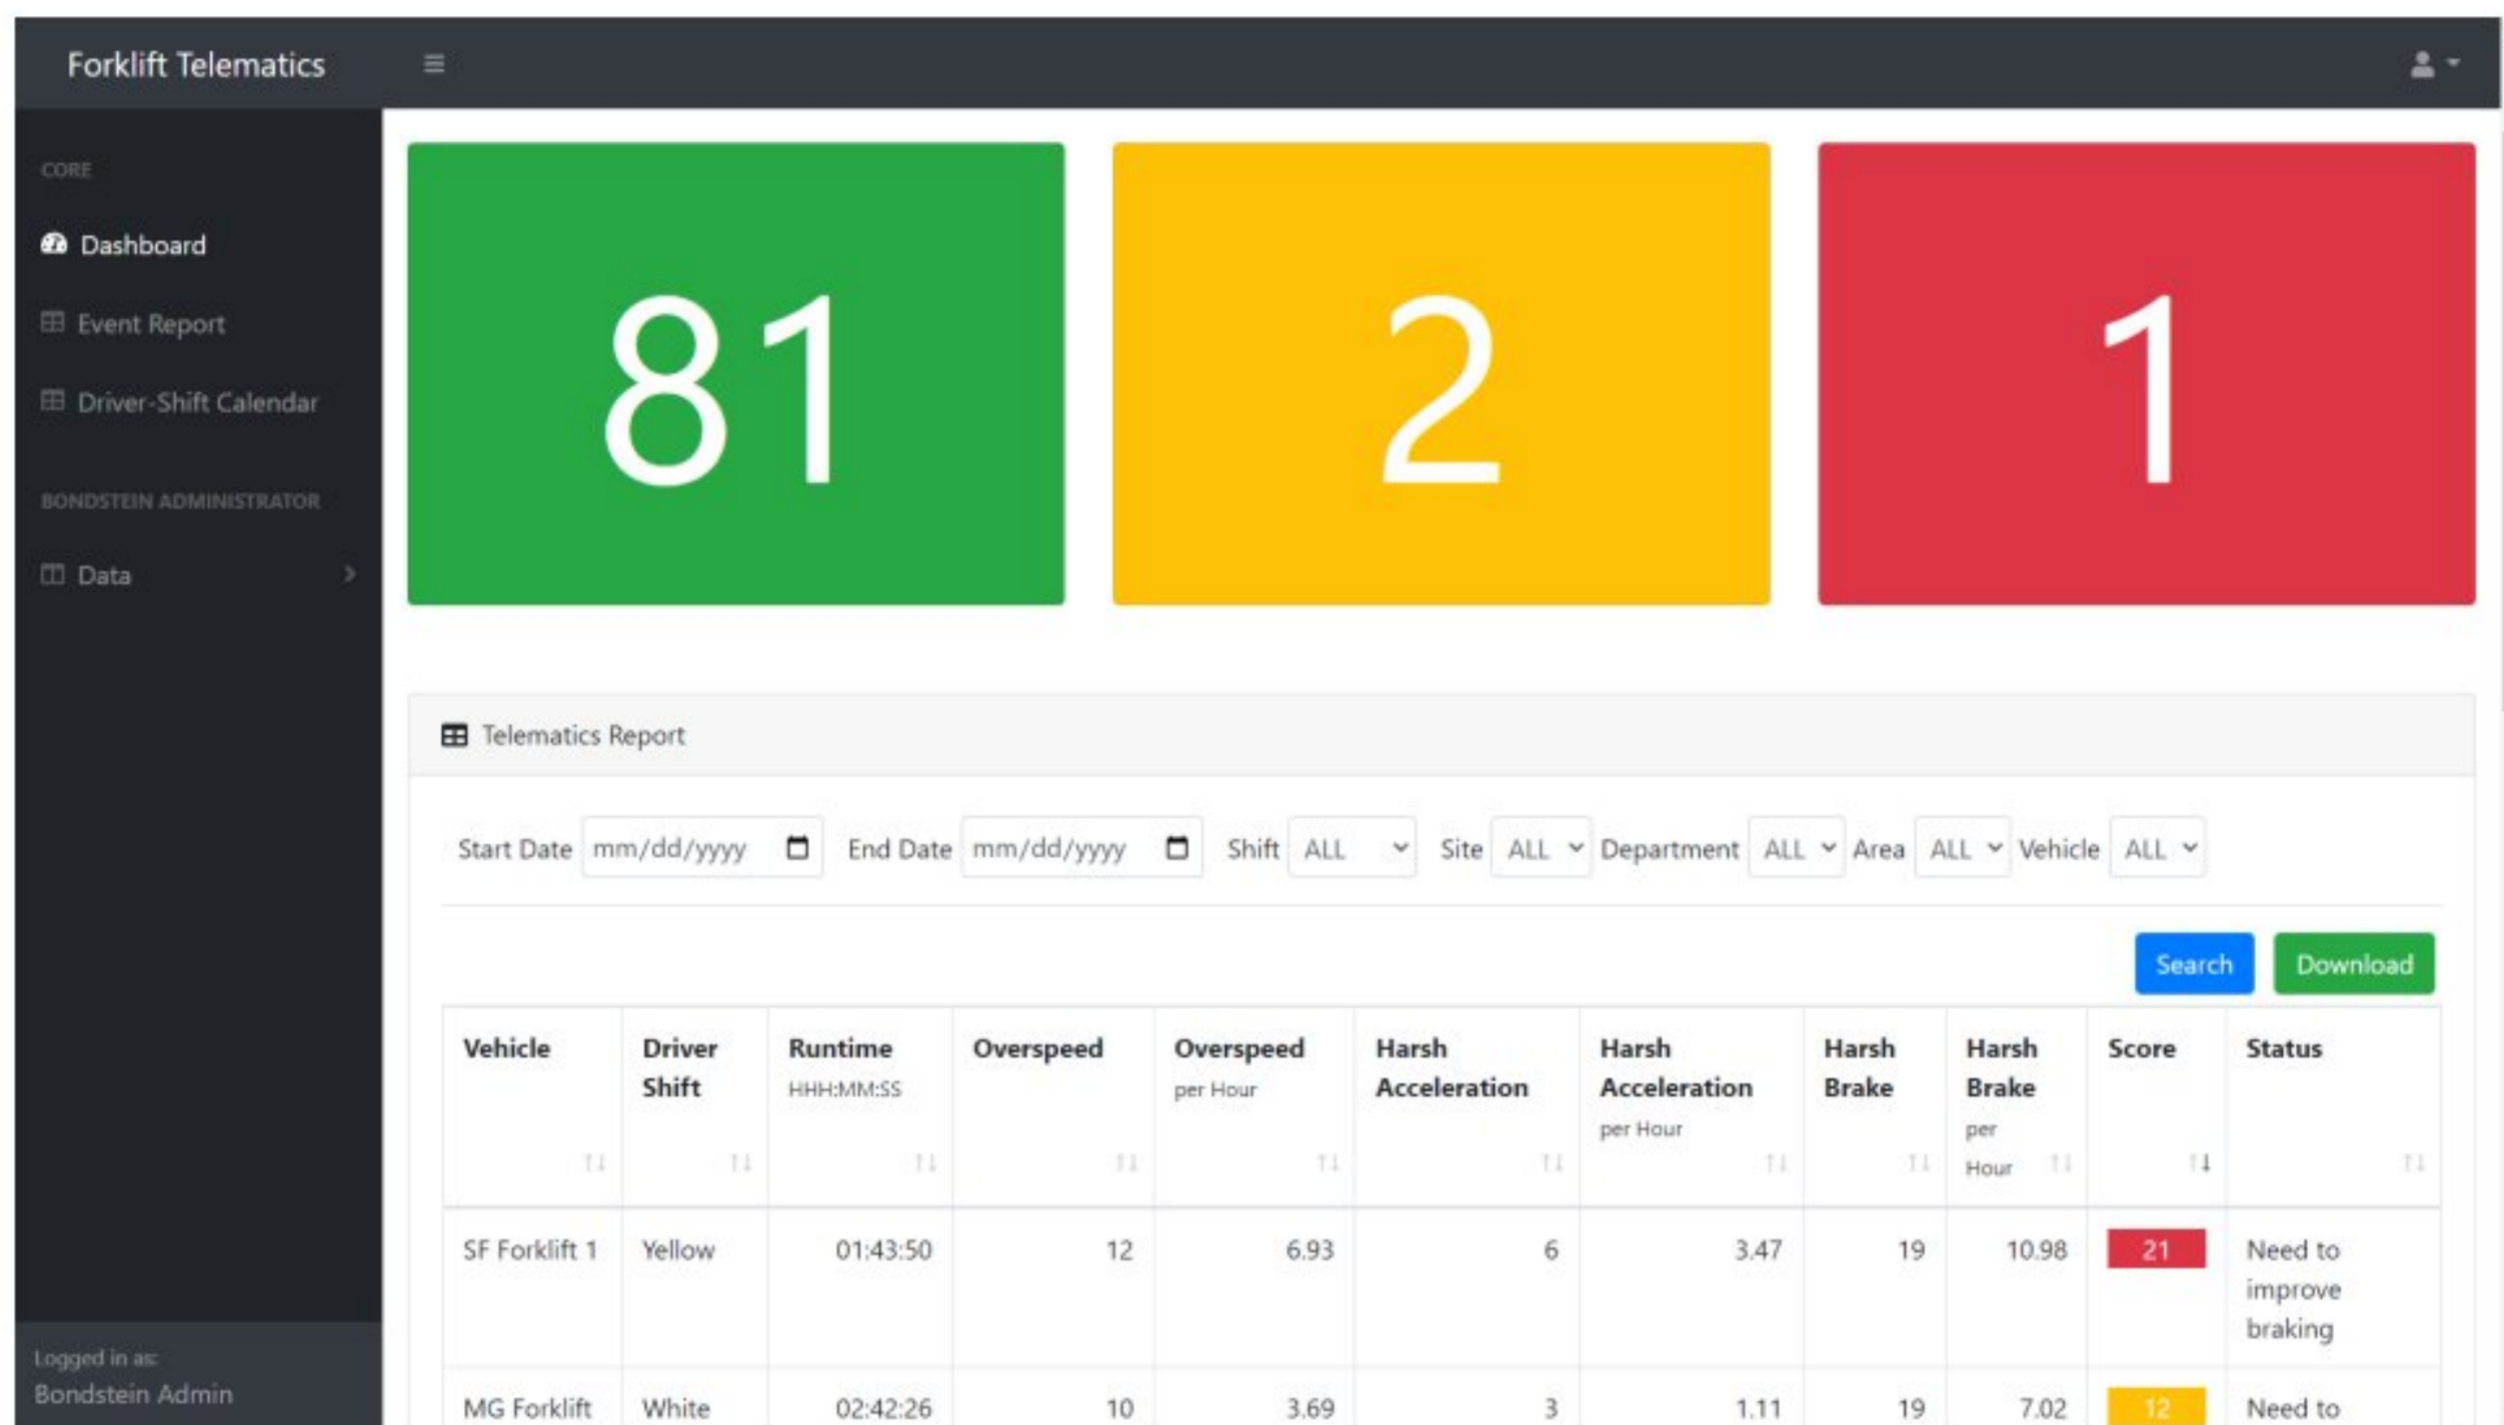 Forklift Telematics
CORE
Dashboard
Event Report
Driver-Shift Calendar
BONDSTEIN ADMINISTRATOR
Data
Logged in as:
Bondstein Admin
81
2
1
Telematics Report
Start Date mm/dd/yyyy End Date mm/dd/yyyy Shift ALL Site ALL Department ALL Area ALL Vehicle ALL
Search Download
Vehicle Driver Shift Runtime HHH:MM:SS Overspeed Overspeed per Hour Harsh Acceleration Harsh Acceleration per Hour Harsh Brake Harsh Brake per Hour Score Status
SF Forklift 1 Yellow 01:43:50 12 6.93 6 3.47 19 10.98 21 Need to
improve
braking
MG Forklift White 02:42:26 10 3.69 3 1.11 19 7.02 12 Need to